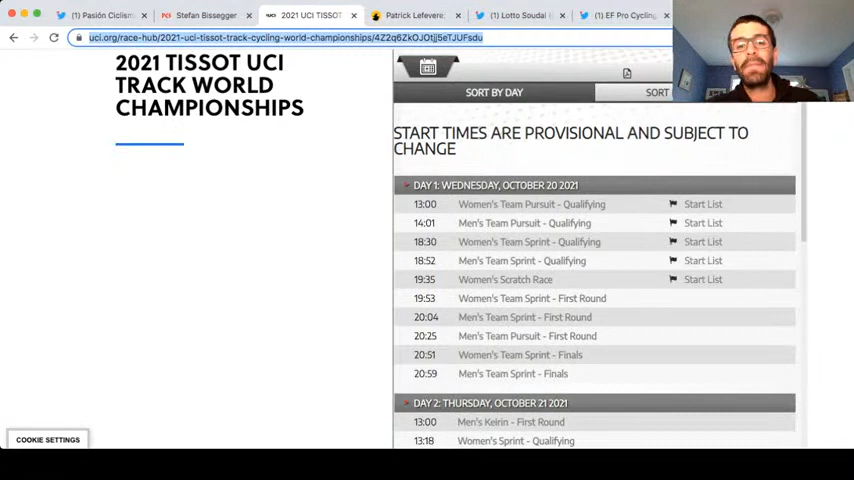 (1) Pasión Ciclism
Stefan Bissegger
2021 TISSOT UCI
Patrick Lefevere:
(1) Lotto Soudal (
(1) EF Pro Cycling
uci.org/race-hub/2021-uci-tissot-track-cycling-world-championships/4Z2q6ZkOJOtjj5eTJUFsdu
2021 TISSOT UCI
TRACK WORLD
CHAMPIONSHIPS
SORT BY DAY
SORT
START TIMES ARE PROVISIONAL AND SUBJECT TO
CHANGE
DAY 1: WEDNESDAY, OCTOBER 20 2021
13:00 Women's Team Pursuit - Qualifying Start List
14:01 Men's Team Pursuit - Qualifying Start List
18:30 Women's Team Sprint - Qualifying Start List
18:52 Men's Team Sprint - Qualifying Start List
19:35 Women's Scratch Race Start List
19:53 Women's Team Sprint - First Round
20:04 Men's Team Sprint - First Round
20:25 Men's Team Pursuit - First Round
20:51 Women's Team Sprint - Finals
20:59 Men's Team Sprint - Finals
DAY 2: THURSDAY, OCTOBER 21 2021
13:00 Men's Keirin - First Round
13:18 Women's Sprint - Qualifying
COOKIE SETTINGS